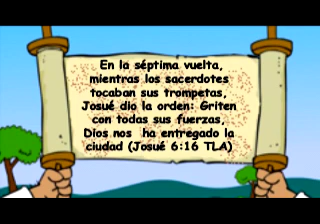 En la séptima vuelta,
mientras los sacerdotes
tocaban sus trompetas,
Josué dio la orden: Griten
con todas sus fuerzas,
Dios nos ha entregado la
ciudad (Josué 6:16 TLA)